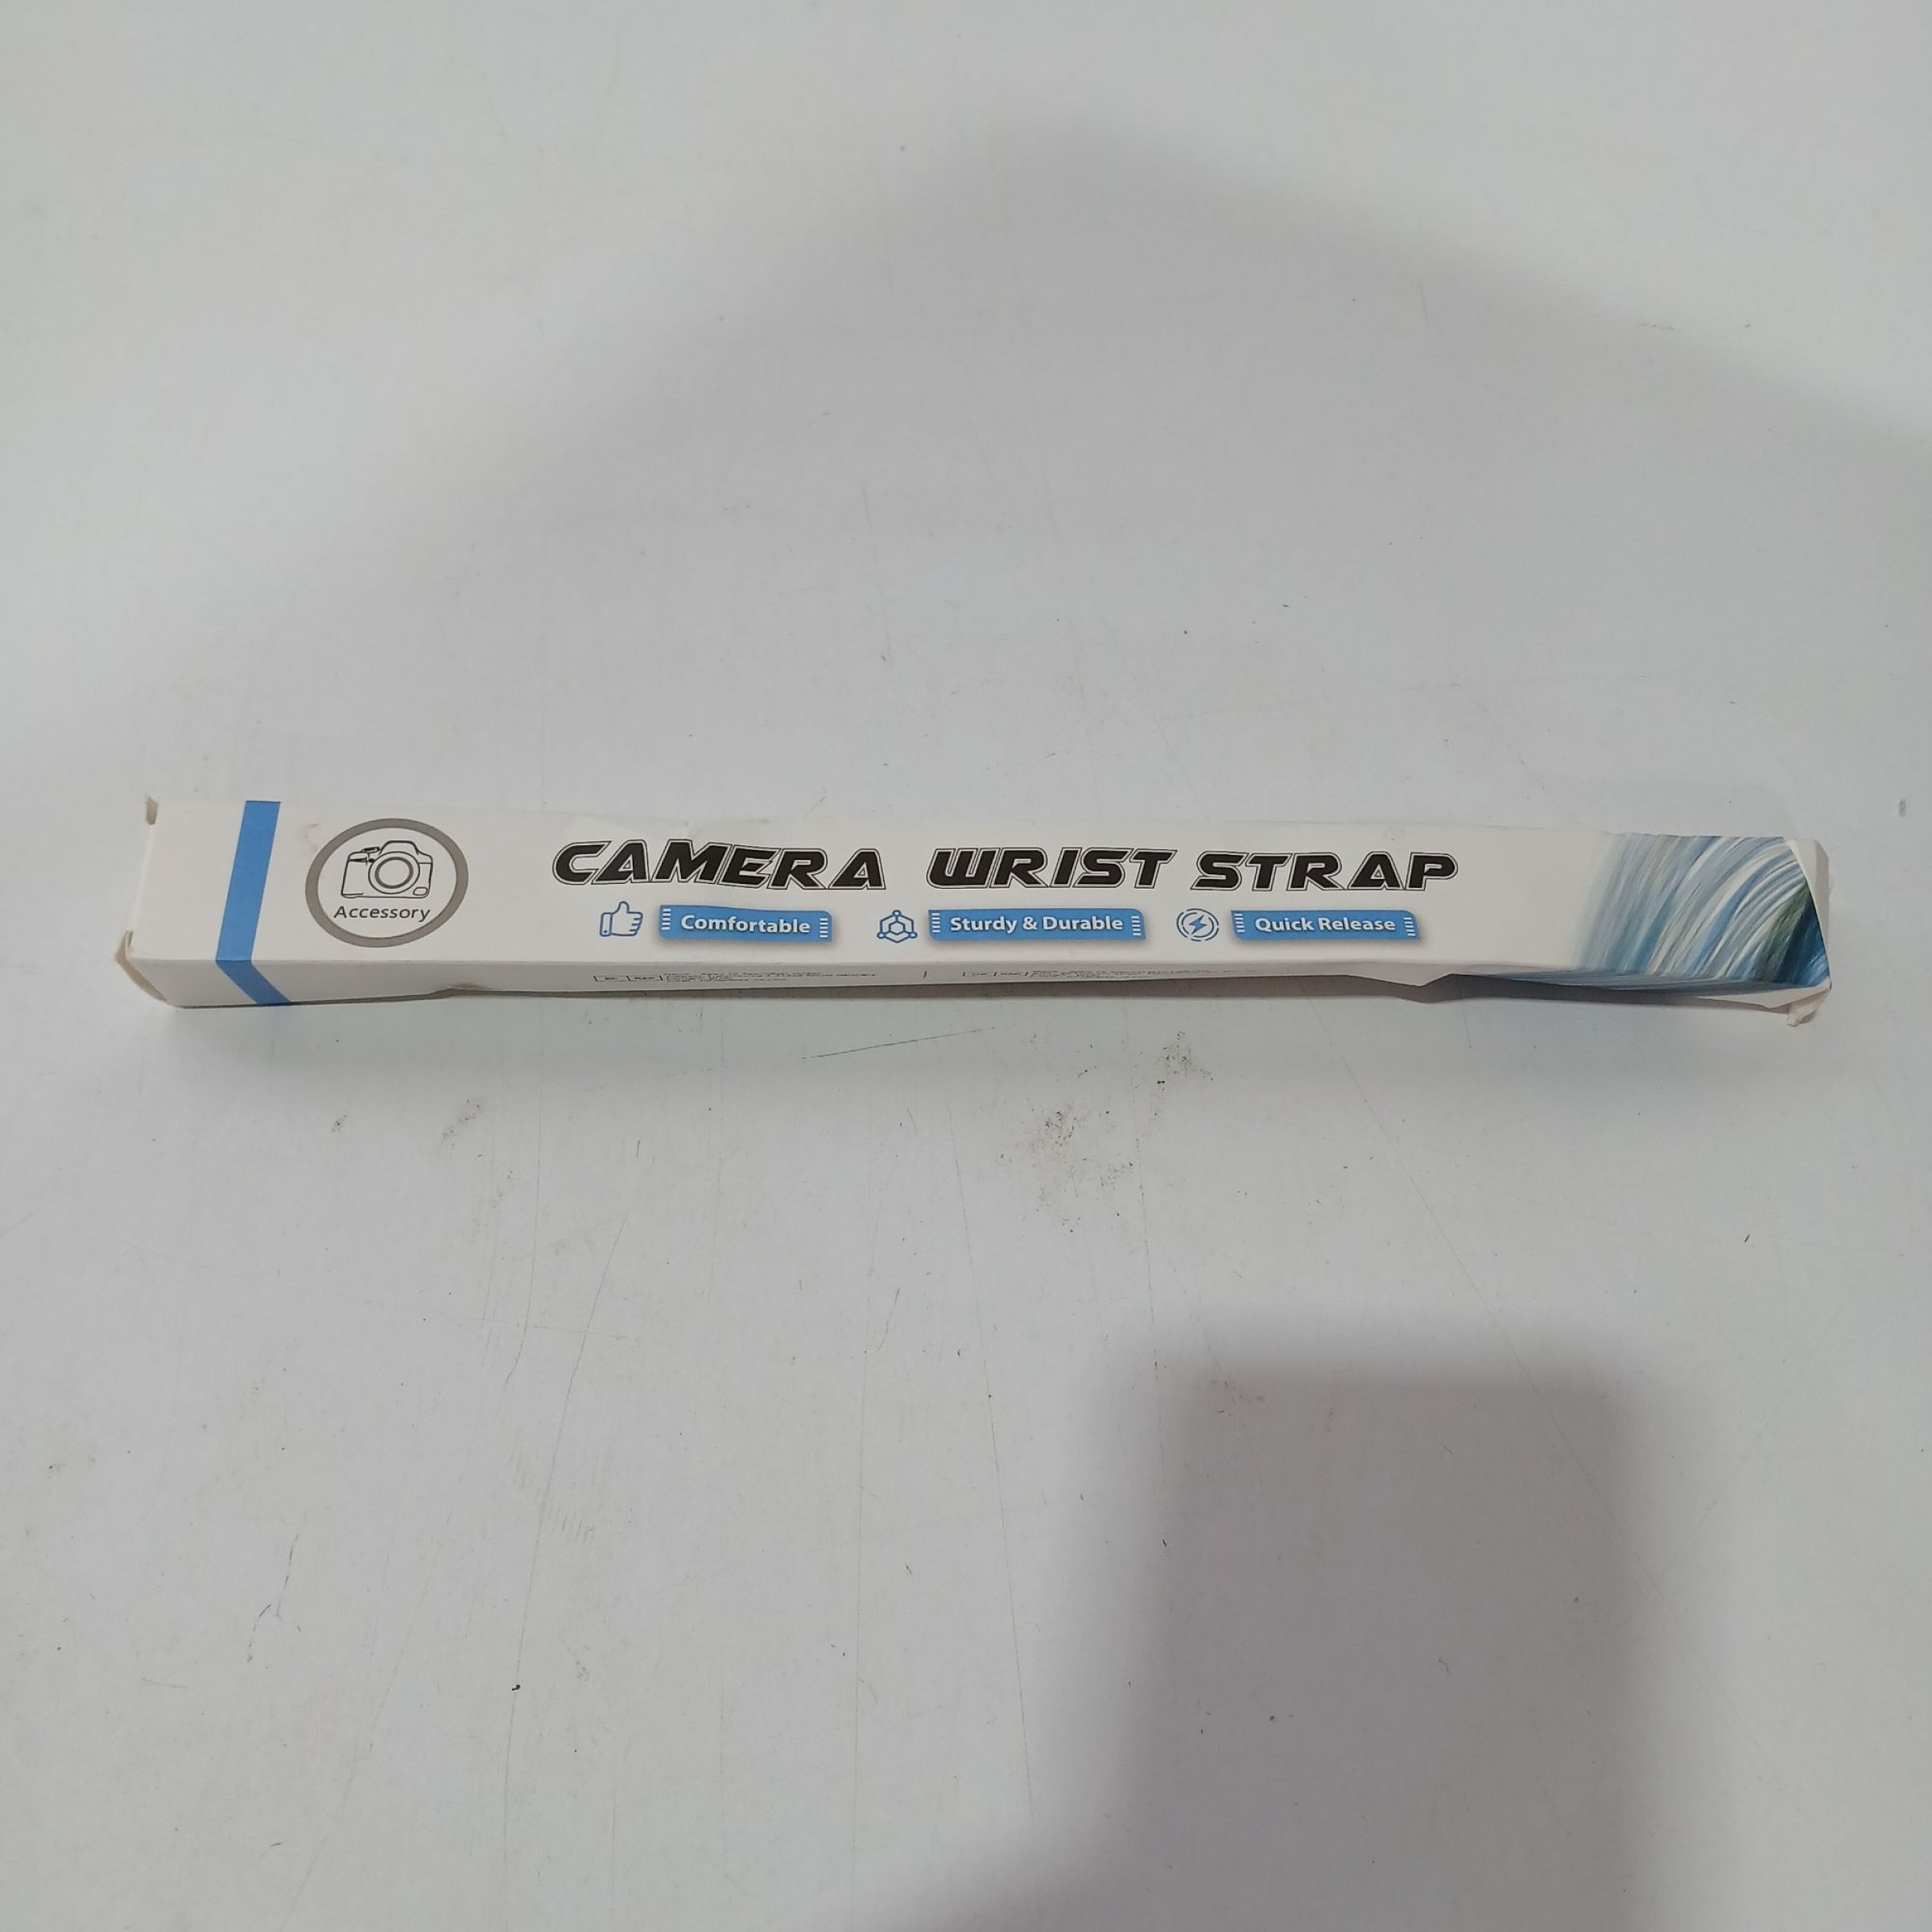 Accessory
CAMERA WRIST STRAP
Comfortable
Sturdy & Durable
Quick Release